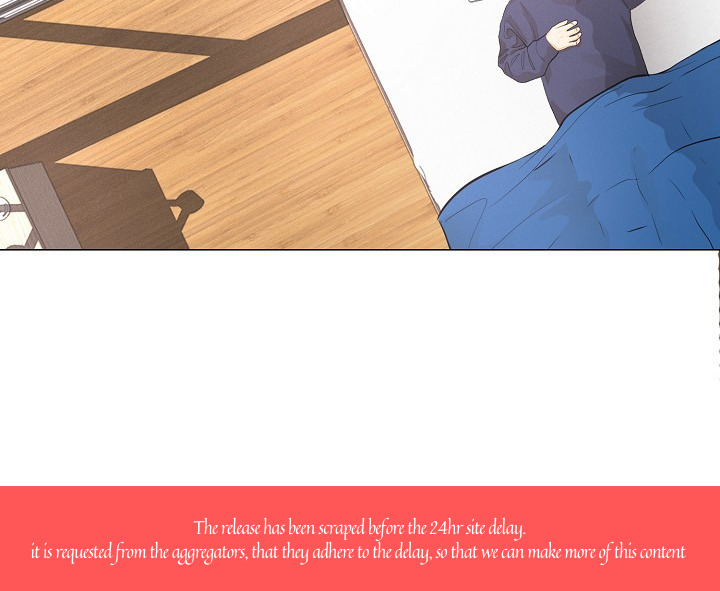 The release has been scraped before the 24hr site delay.
it is requested from the aggregators, that they adhere to the delay, so that we can make more of this content